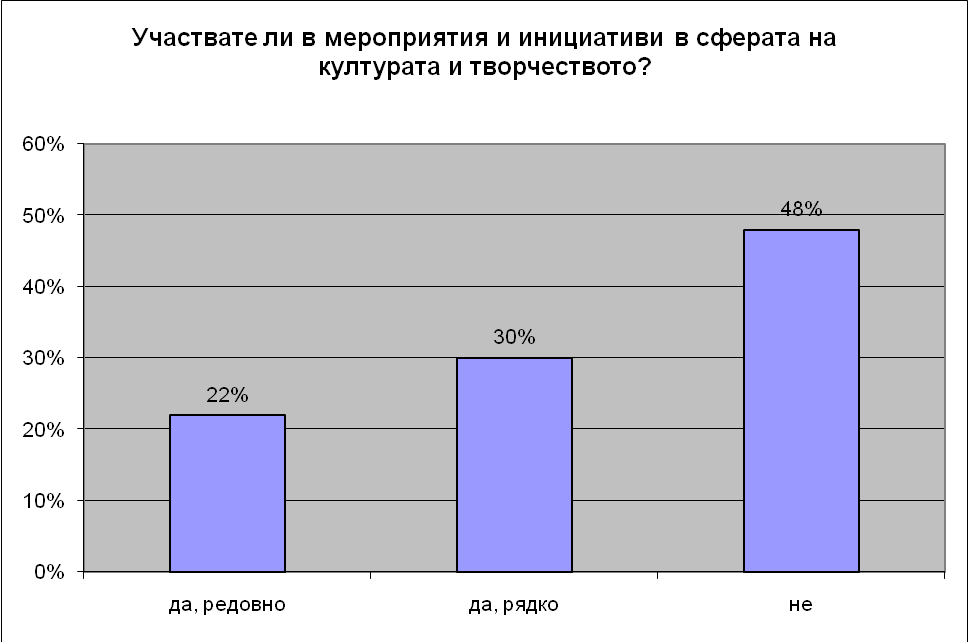 Участвате ли в мероприятия и инициативи в сферата на
културата и творчеството?
60%
50%
40%
30%
20%
10%
0%
22%
30%
48%
да, редовно
да, рядко
не